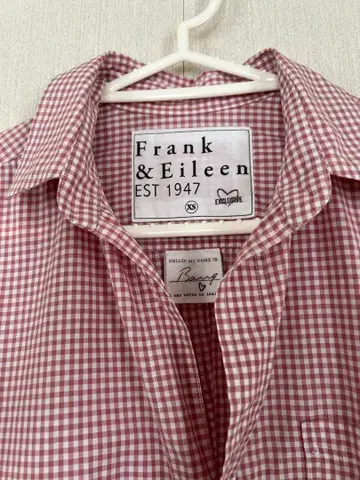 Frank
& Eileen
EST 1947
XS
EXCLUSIVE
HELLO: MY NAME IS
Barry